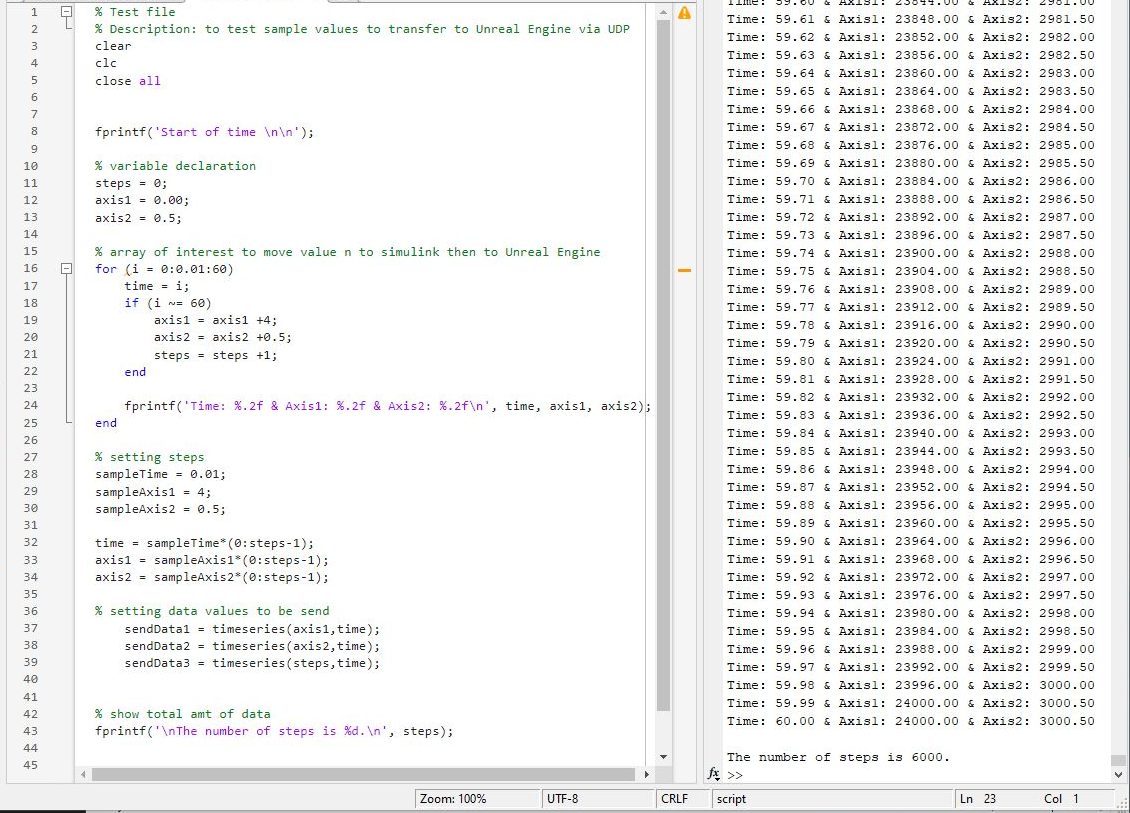 1 % Test file
2 % Description: to test sample values to transfer to Unreal Engine via UDP
3 clear
4 clc
5 close all
6
7
8 fprintf('Start of time \n\n');
9
10 % variable declaration
11 steps = 0;
12 axis1 = 0.00;
13 axis2 = 0.5;
14
15 % array of interest to move value n to simulink then to Unreal Engine
16 for (i = 0:0.01:60)
17 time = i;
18 if (i ~= 60)
19 axis1 = axis1 +4;
20 axis2 = axis2 +0.5;
21 steps = steps +1;
22 end
23
24 fprintf('Time: %.2f & Axis1: %.2f & Axis2: %.2f\n', time, axis1, axis2);
25 end
26
27 % setting steps
28 sampleTime = 0.01;
29 sampleAxis1 = 4;
30 sampleAxis2 = 0.5;
31
32 time = sampleTime*(0:steps-1);
33 axis1 = sampleAxis1*(0:steps-1);
34 axis2 = sampleAxis2*(0:steps-1);
35
36 % setting data values to be send
37 sendData1 = timeseries(axis1,time);
38 sendData2 = timeseries(axis2,time);
39 sendData3 = timeseries(steps,time);
40
41
42 % show total amt of data
43 fprintf('\nThe number of steps is %d.\n', steps);
44
45
Time: 59.60 & Axis1: 23844.00 & Axis2: 2981.00
Time: 59.61 & Axis1: 23848.00 & Axis2: 2981.50
Time: 59.62 & Axis1: 23852.00 & Axis2: 2982.00
Time: 59.63 & Axis1: 23856.00 & Axis2: 2982.50
Time: 59.64 & Axis1: 23860.00 & Axis2: 2983.00
Time: 59.65 & Axis1: 23864.00 & Axis2: 2983.50
Time: 59.66 & Axis1: 23868.00 & Axis2: 2984.00
Time: 59.67 & Axis1: 23872.00 & Axis2: 2984.50
Time: 59.68 & Axis1: 23876.00 & Axis2: 2985.00
Time: 59.69 & Axis1: 23880.00 & Axis2: 2985.50
Time: 59.70 & Axis1: 23884.00 & Axis2: 2986.00
Time: 59.71 & Axis1: 23888.00 & Axis2: 2986.50
Time: 59.72 & Axis1: 23892.00 & Axis2: 2987.00
Time: 59.73 & Axis1: 23896.00 & Axis2: 2987.50
Time: 59.74 & Axis1: 23900.00 & Axis2: 2988.00
Time: 59.75 & Axis1: 23904.00 & Axis2: 2988.50
Time: 59.76 & Axis1: 23908.00 & Axis2: 2989.00
Time: 59.77 & Axis1: 23912.00 & Axis2: 2989.50
Time: 59.78 & Axis1: 23916.00 & Axis2: 2990.00
Time: 59.79 & Axis1: 23920.00 & Axis2: 2990.50
Time: 59.80 & Axis1: 23924.00 & Axis2: 2991.00
Time: 59.81 & Axis1: 23928.00 & Axis2: 2991.50
Time: 59.82 & Axis1: 23932.00 & Axis2: 2992.00
Time: 59.83 & Axis1: 23936.00 & Axis2: 2992.50
Time: 59.84 & Axis1: 23940.00 & Axis2: 2993.00
Time: 59.85 & Axis1: 23944.00 & Axis2: 2993.50
Time: 59.86 & Axis1: 23948.00 & Axis2: 2994.00
Time: 59.87 & Axis1: 23952.00 & Axis2: 2994.50
Time: 59.88 & Axis1: 23956.00 & Axis2: 2995.00
Time: 59.89 & Axis1: 23960.00 & Axis2: 2995.50
Time: 59.90 & Axis1: 23964.00 & Axis2: 2996.00
Time: 59.91 & Axis1: 23968.00 & Axis2: 2996.50
Time: 59.92 & Axis1: 23972.00 & Axis2: 2997.00
Time: 59.93 & Axis1: 23976.00 & Axis2: 2997.50
Time: 59.94 & Axis1: 23980.00 & Axis2: 2998.00
Time: 59.95 & Axis1: 23984.00 & Axis2: 2998.50
Time: 59.96 & Axis1: 23988.00 & Axis2: 2999.00
Time: 59.97 & Axis1: 23992.00 & Axis2: 2999.50
Time: 59.98 & Axis1: 23996.00 & Axis2: 3000.00
Time: 59.99 & Axis1: 24000.00 & Axis2: 3000.50
Time: 60.00 & Axis1: 24000.00 & Axis2: 3000.50
The number of steps is 6000.
fx >>
Zoom: 100% UTF-8 CRLF script Ln 23 Col 1